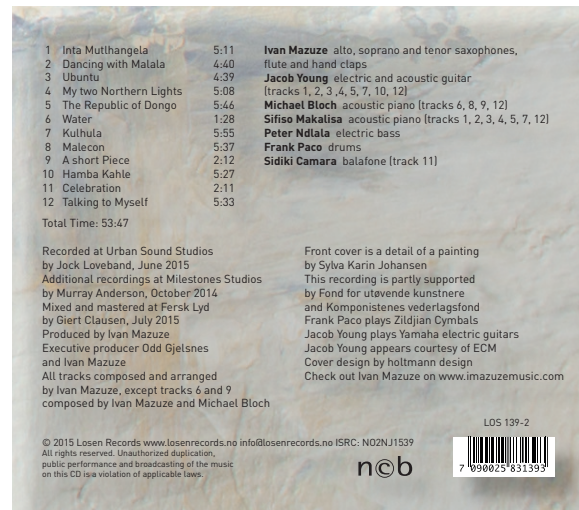 1 Inta Mutlhangela 5:11
2 Dancing with Malala 4:40
3 Ubuntu 4:39
4 My two Northern Lights 5:08
5 The Republic of Dongo 5:46
6 Water 1:28
7 Kulhula 5:55
8 Malecon 5:37
9 A short Piece 2:12
10 Hamba Kahle 5:27
11 Celebration 2:11
12 Talking to Myself 5:33
Total Time: 53:47
Ivan Mazuze alto, soprano and tenor saxophones,
flute and hand claps
Jacob Young electric and acoustic guitar
(tracks 1, 2, 3 ,4, 5, 7, 10, 12)
Michael Bloch acoustic piano (tracks 6, 8, 9, 12)
Sifiso Makalisa acoustic piano (tracks 1, 2, 3, 4, 5, 7, 12)
Peter Ndlala electric bass
Frank Paco drums
Sidiki Camara balafone (track 11)
Recorded at Urban Sound Studios
by Jock Loveband, June 2015
Additional recordings at Milestones Studios
by Murray Anderson, October 2014
Mixed and mastered at Fersk Lyd
by Giert Clausen, July 2015
Produced by Ivan Mazuze
Executive producer Odd Gjelsnes
and Ivan Mazuze
All tracks composed and arranged
by Ivan Mazuze, except tracks 6 and 9
composed by Ivan Mazuze and Michael Bloch
Front cover is a detail of a painting
by Sylva Karin Johansen
This recording is partly supported
by Fond for utøvende kunstnere
and Komponistenes vederlagsfond
Frank Paco plays Zildjian Cymbals
Jacob Young plays Yamaha electric guitars
Jacob Young appears courtesy of ECM
Cover design by holtmann design
Check out Ivan Mazuze on www.imazuzemusic.com
LOS 139-2
© 2015 Losen Records www.losenrecords.no info@losenrecords.no ISRC: NO2NJ1539
All rights reserved. Unauthorized duplication,
public performance and broadcasting of the music
on this CD is a violation of applicable laws.
n©b
7 090025 831393